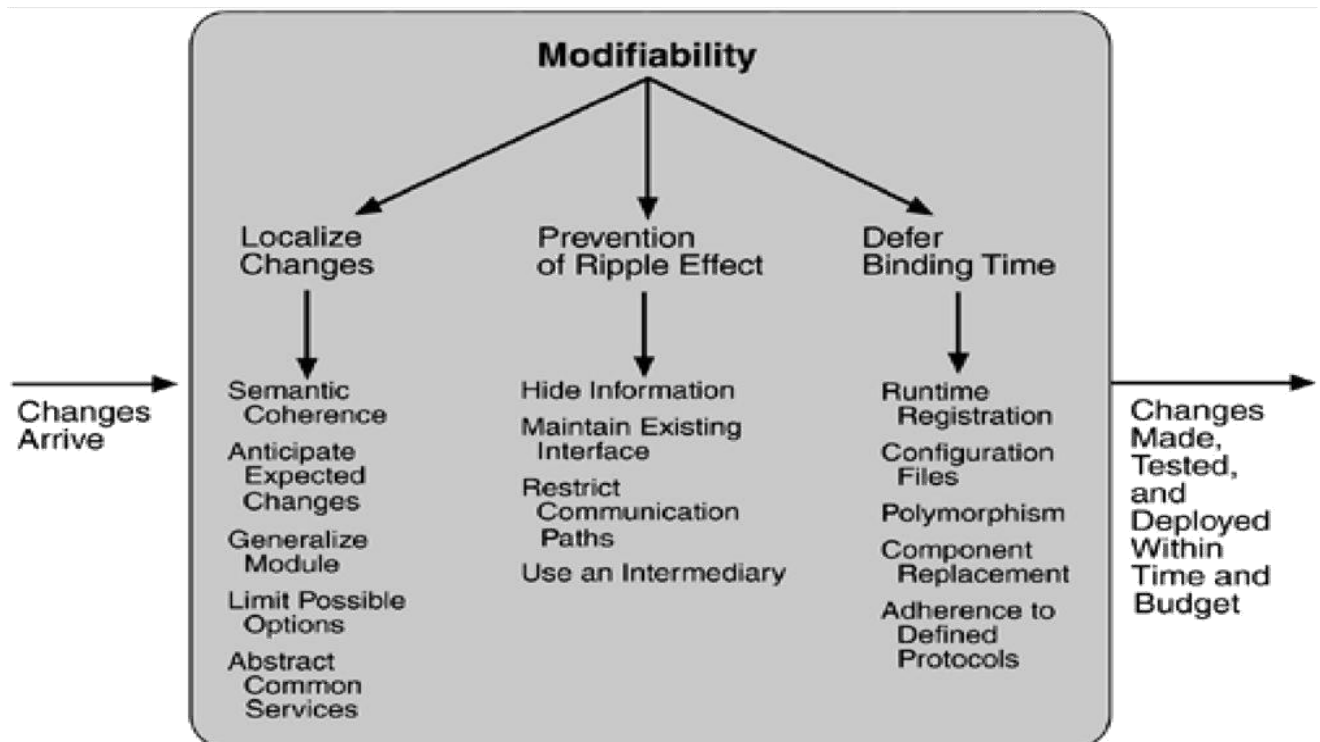 Modifiability
Localize
Changes
Prevention
of Ripple Effect
Defer
Binding Time
Changes
Arrive
Semantic
Coherence
Anticipate
Expected
Changes
Generalize
Module
Limit Possible
Options
Abstract
Common
Services
Hide Information
Maintain Existing
Interface
Restrict
Communication
Paths
Use an Intermediary
Runtime
Registration
Configuration
Files
Polymorphism
Component
Replacement
Adherence to
Defined
Protocols
Changes
Made,
Tested,
and
Deployed
Within
Time and
Budget